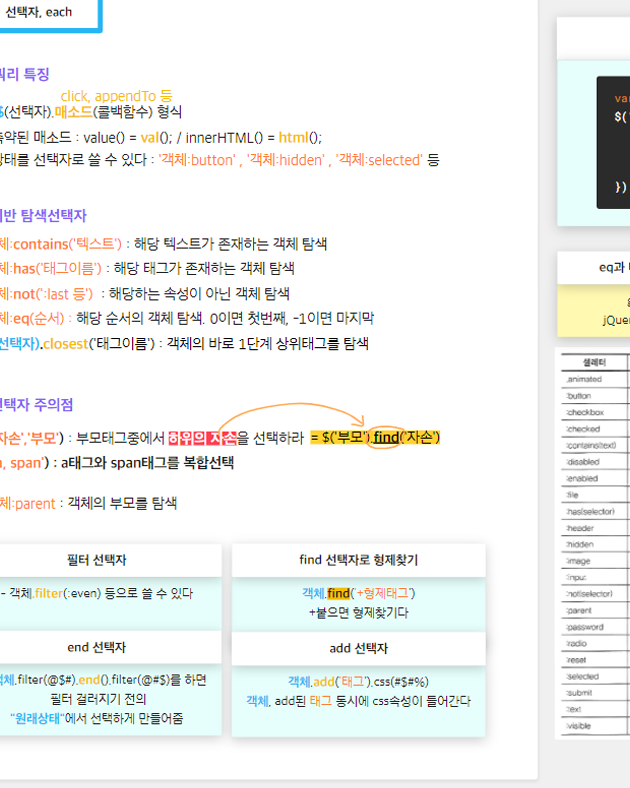 선택자, each
쿼리 특징
click, appendTo 등
$(선택자).매소드(콜백함수) 형식
축약된 매소드 : value() = val(); / innerHTML() = html();
상태를 선택자로 쓸 수 있다 : '객체:button' , '객체:hidden' , '객체:selected' 등
탐색선택자
:contains('텍스트') : 해당 텍스트가 존재하는 객체 탐색
:has('태그이름') : 해당 태그가 존재하는 객체 탐색
:not(':last 등') : 해당하는 속성이 아닌 객체 탐색
:eq(순서) : 해당 순서의 객체 탐색. 0이면 첫번째, -1이면 마지막
선택자).closest('태그이름') : 객체의 바로 1단계 상위태그를 탐색
선택자 주의점
자손','부모') : 부모태그중에서 하우의 자손을 선택하라 = $('부모').find('자손')
, span') : a태그와 span태그를 복합선택
:parent : 객체의 부모를 탐색
필터 선택자
- 객체.filter(:even) 등으로 쓸 수 있다
find 선택자로 형제찾기
객체.find('+형제태그')
+붙으면 형제찾기다
end 선택자
객체.filter(@$#).end().filter(@#$)를 하면
필터 걸러지기 전의
"원래상태"에서 선택하게 만들어줌
add 선택자
객체.add('태그').css(#$#%)
객체, add된 태그 동시에 css속성이 들어간다
va
$(
})
eq과
jQue
셀렉터
:animated
:button
:checkbox
:checked
:contains(text)
:disabled
:enabled
:file
:has(selector)
:header
:hidden
:image
:input
:not(selector)
:parent
:password
:radio
:reset
:selected
:submit
:text
:visible